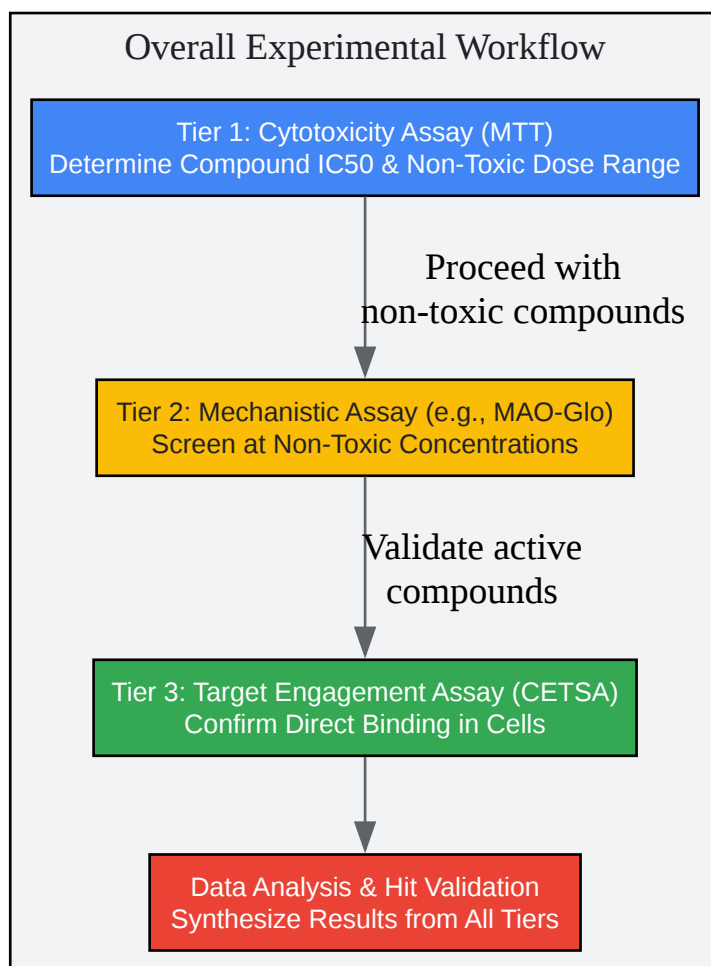 Overall Experimental Workflow
Tier 1: Cytotoxicity Assay (MTT)
Determine Compound IC50 & Non-Toxic Dose Range
Proceed with
non-toxic compounds
Tier 2: Mechanistic Assay (e.g., MAO-Glo)
Screen at Non-Toxic Concentrations
Validate active
compounds
Tier 3: Target Engagement Assay (CETSA)
Confirm Direct Binding in Cells
Data Analysis & Hit Validation
Synthesize Results from All Tiers